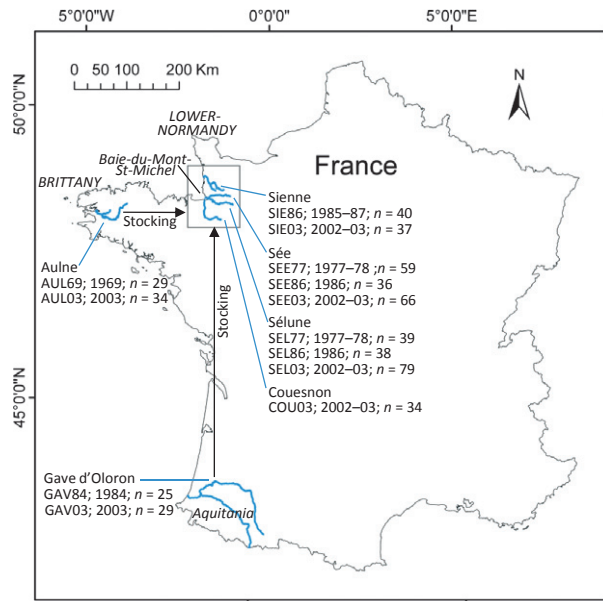 5°0'0"W
0°0'0"
5°0'0"E
0 50 100 200 Km
N
50°0'0"N
45°0'0"N
LOWER-
NORMANDY
Baie-du-Mont-
St-Michel
France
BRITTANY
Stocking
Sienne
SIE86; 1985–87; n = 40
SIE03; 2002–03; n = 37
Sée
SEE77; 1977–78 ;n = 59
SEE86; 1986; n = 36
SEE03; 2002–03; n = 66
Aulne
AUL69; 1969; n = 29
AUL03; 2003; n = 34
Stocking
Sélune
SEL77; 1977–78; n = 39
SEL86; 1986; n = 38
SEL03; 2002–03; n = 79
Couesnon
COU03; 2002–03; n = 34
Gave d'Oloron
GAV84; 1984; n = 25
GAV03; 2003; n = 29
Aquitania